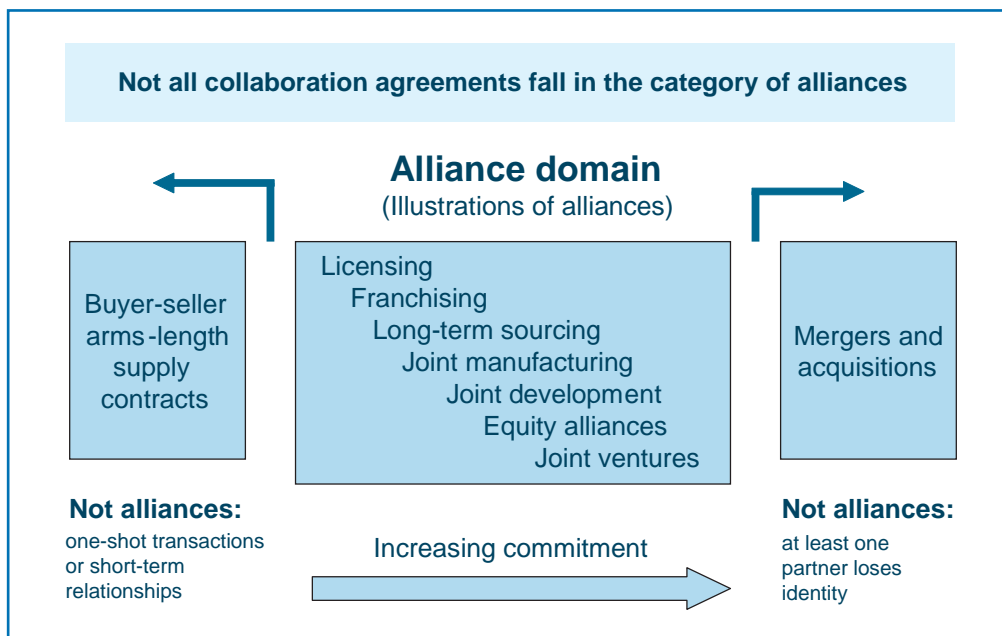 Not all collaboration agreements fall in the category of alliances
Alliance domain
(Illustrations of alliances)
Buyer-seller
arms-length
supply
contracts
Licensing
Franchising
Long-term sourcing
Joint manufacturing
Joint development
Equity alliances
Joint ventures
Mergers and
acquisitions
Not alliances:
one-shot transactions
or short-term
relationships
Increasing commitment
Not alliances:
at least one
partner loses
identity